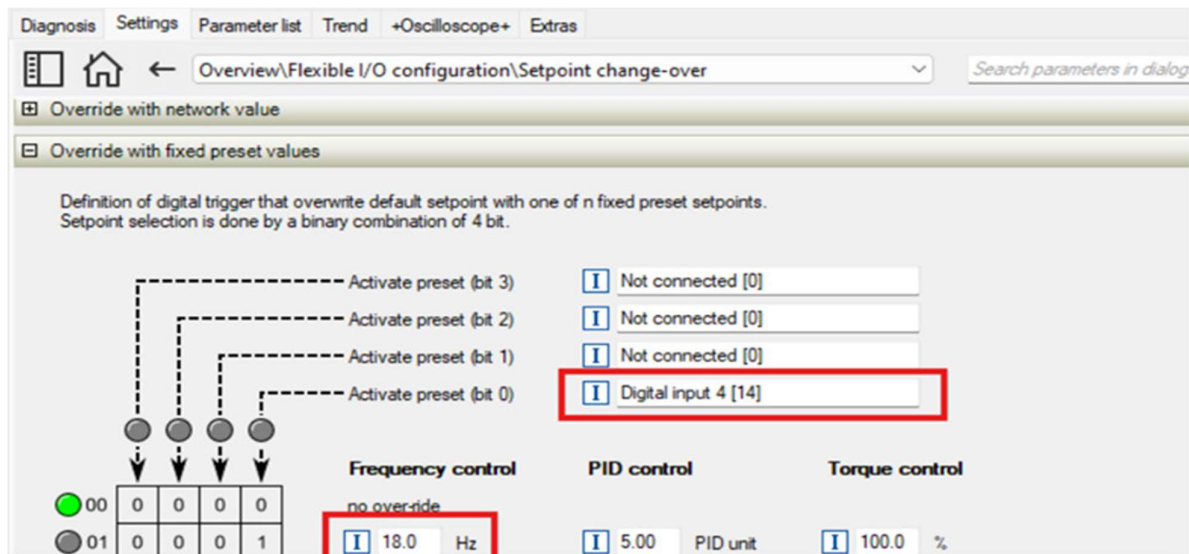 Diagnosis Settings Parameter list Trend +Oscilloscope+ Extras
Overview\Flexible I/O configuration\Setpoint change-over Search parameters in dialog
Override with network value
Override with fixed preset values
Definition of digital trigger that overwrite default setpoint with one of n fixed preset setpoints.
Setpoint selection is done by a binary combination of 4 bit.
Activate preset (bit 3) I Not connected [0]
Activate preset (bit 2) I Not connected [0]
Activate preset (bit 1) I Not connected [0]
Activate preset (bit 0) I Digital input 4 [14]
Frequency control PID control Torque control
00 0 0 0 0 no over-ride
01 0 0 0 1 I 18.0 Hz I 5.00 PID unit I 100.0 %